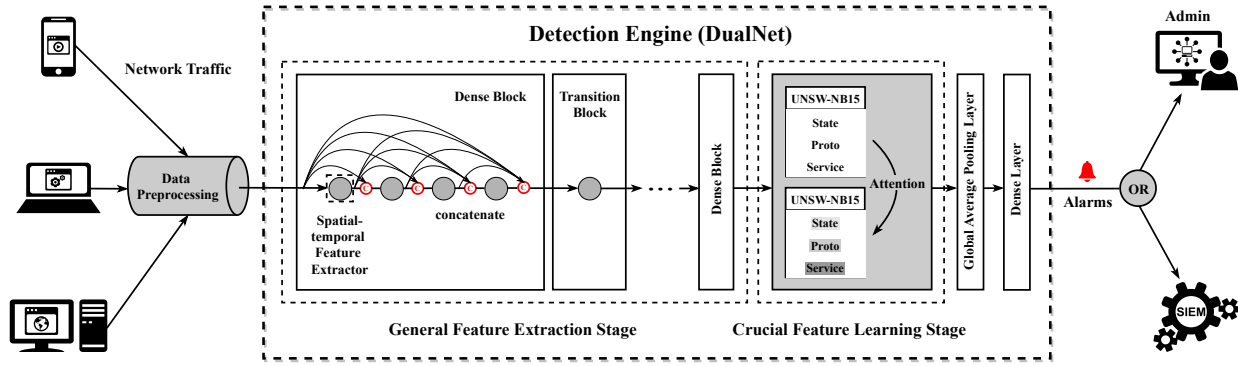 Admin
Detection Engine (DualNet)
Network Traffic
Dense Block
Transition
Block
UNSW-NB15
State
Proto
Service
Attention
UNSW-NB15
State
Proto
Service
Data
Preprocessing
C
C
C
C
concatenate
Spatial-
temporal
Feature
Extractor
Dense Block
Global Average Pooling Layer
Dense Layer
Alarms
OR
SIEM
General Feature Extraction Stage
Crucial Feature Learning Stage